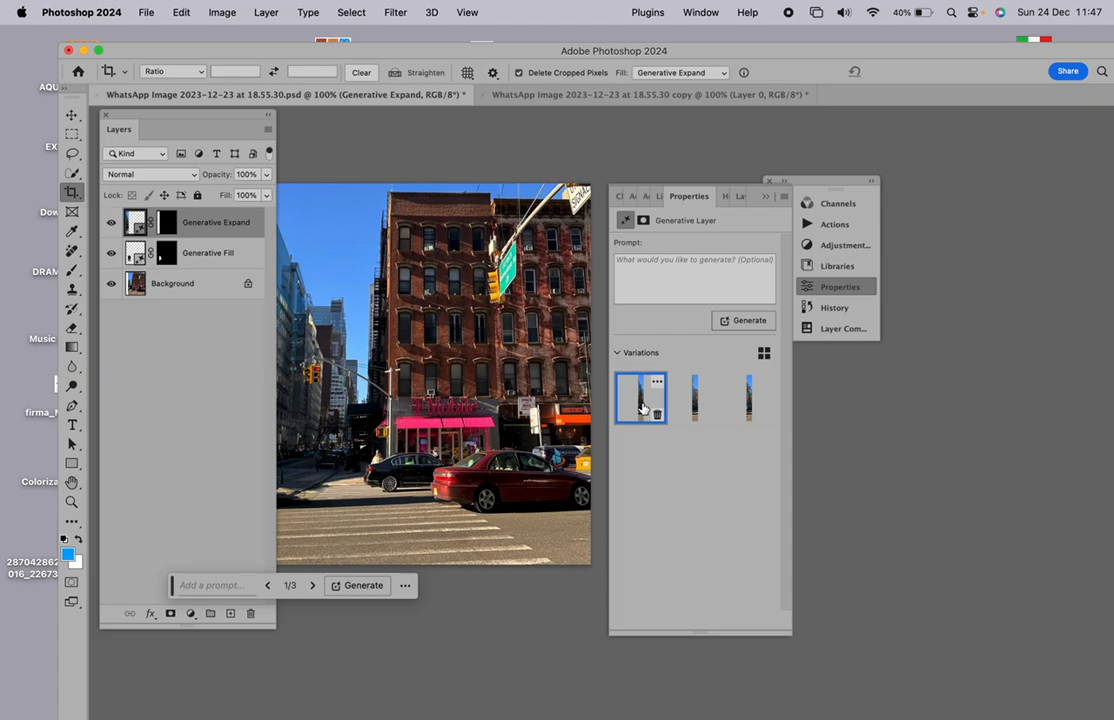 Photoshop 2024 File Edit Image Layer Type Select Filter 3D View Plugins Window Help 40% Sun 24 Dec 11:47
Adobe Photoshop 2024
Ratio Clear Straighten Delete Cropped Pixels Fill: Generative Expand Share
WhatsApp Image 2023-12-23 at 18.55.30.psd @ 100% (Generative Expand, RGB/8*) * WhatsApp Image 2023-12-23 at 18.55.30 copy @ 100% (Layer 0, RGB/8*) *
AQU
EX
Dow
DRAM
Music
firma_M
Coloriza
287042862
016_22673
Layers
Kind
Normal Opacity: 100%
Lock: Fill: 100%
Generative Expand
Generative Fill
Background
fx
SIGNAL
T Mobile
Add a prompt... 1/3 Generate
Properties
Generative Layer
Prompt:
What would you like to generate? (Optional)
Generate
Variations
Channels
Actions
Adjustment...
Libraries
Properties
History
Layer Com...